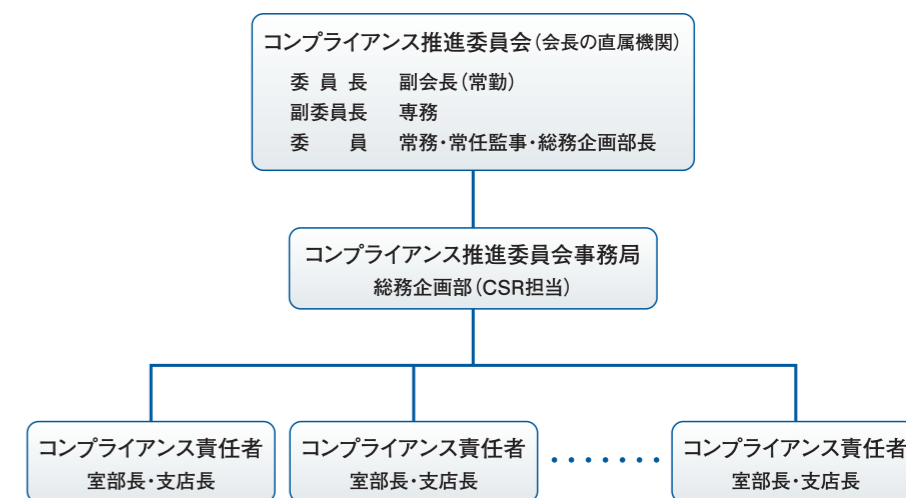 コンプライアンス推進委員会(会長の直属機関)
委員長 副会長(常勤)
副委員長 専務
委員 常務・常任監事・総務企画部長
コンプライアンス推進委員会事務局
総務企画部(CSR担当)
コンプライアンス責任者
室部長・支店長
コンプライアンス責任者
室部長・支店長
・・・・・・・
コンプライアンス責任者
室部長・支店長